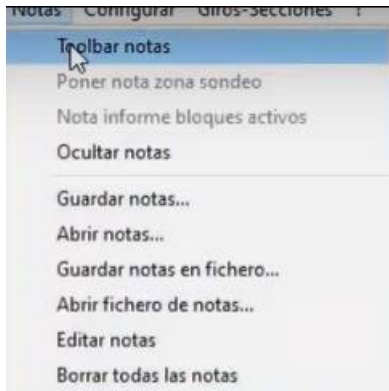 Notas Configurar Giros-Secciones ?
Toolbar notas
Poner nota zona sondeo
Nota informe bloques activos
Ocultar notas
Guardar notas...
Abrir notas...
Guardar notas en fichero...
Abrir fichero de notas...
Editar notas
Borrar todas las notas